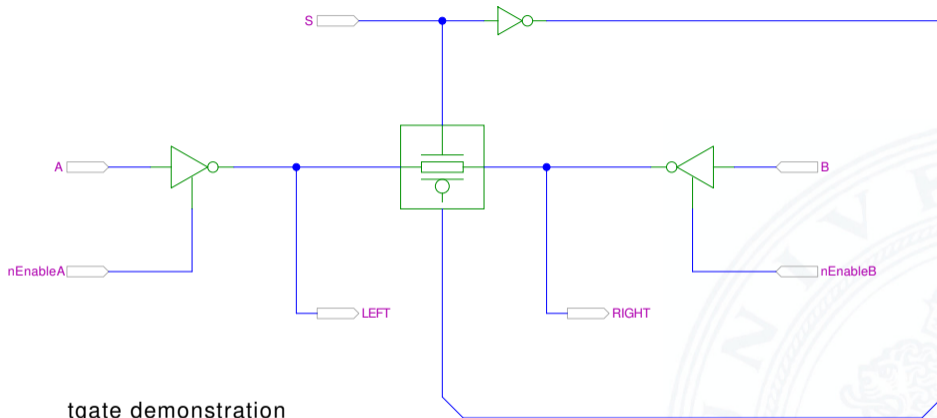 S
A
B
nEnableA
nEnableB
LEFT
RIGHT
tgate demonstration
N I V E